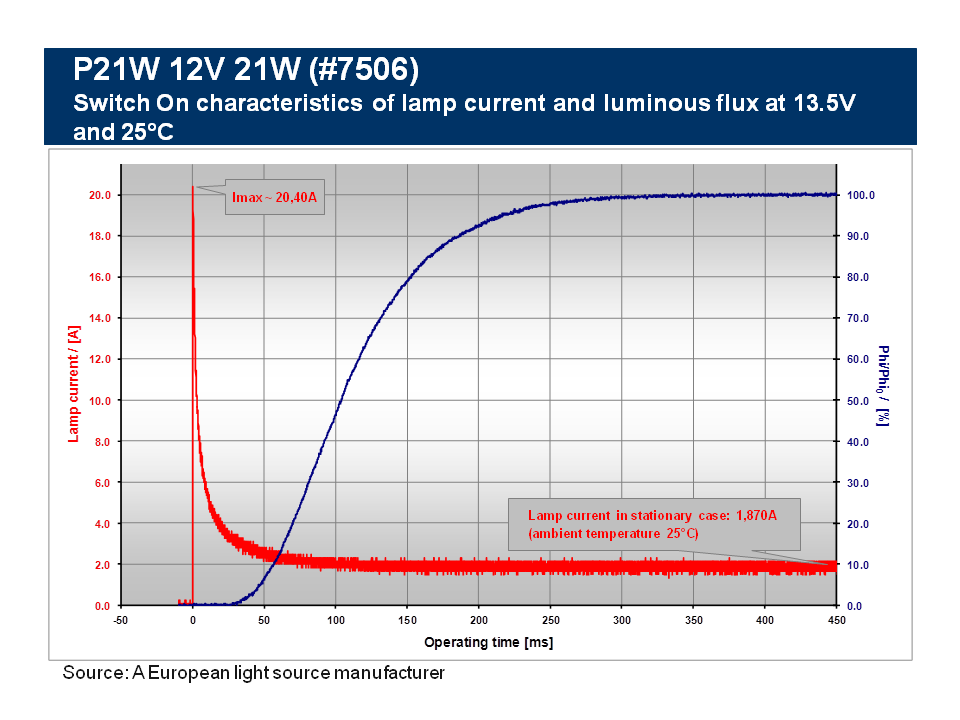 P21W 12V 21W (#7506)
Switch On characteristics of lamp current and luminous flux at 13.5V
and 25°C
Imax ~ 20,40A
20.0
18.0
16.0
14.0
12.0
10.0
8.0
6.0
4.0
2.0
0.0
Lamp current / [A]
100.0
90.0
80.0
70.0
60.0
50.0
40.0
30.0
20.0
10.0
0.0
Phi/Phi0 / [%]
Lamp current in stationary case: 1,870A
(ambient temperature 25°C)
-50 0 50 100 150 200 250 300 350 400 450
Operating time [ms]
Source: A European light source manufacturer